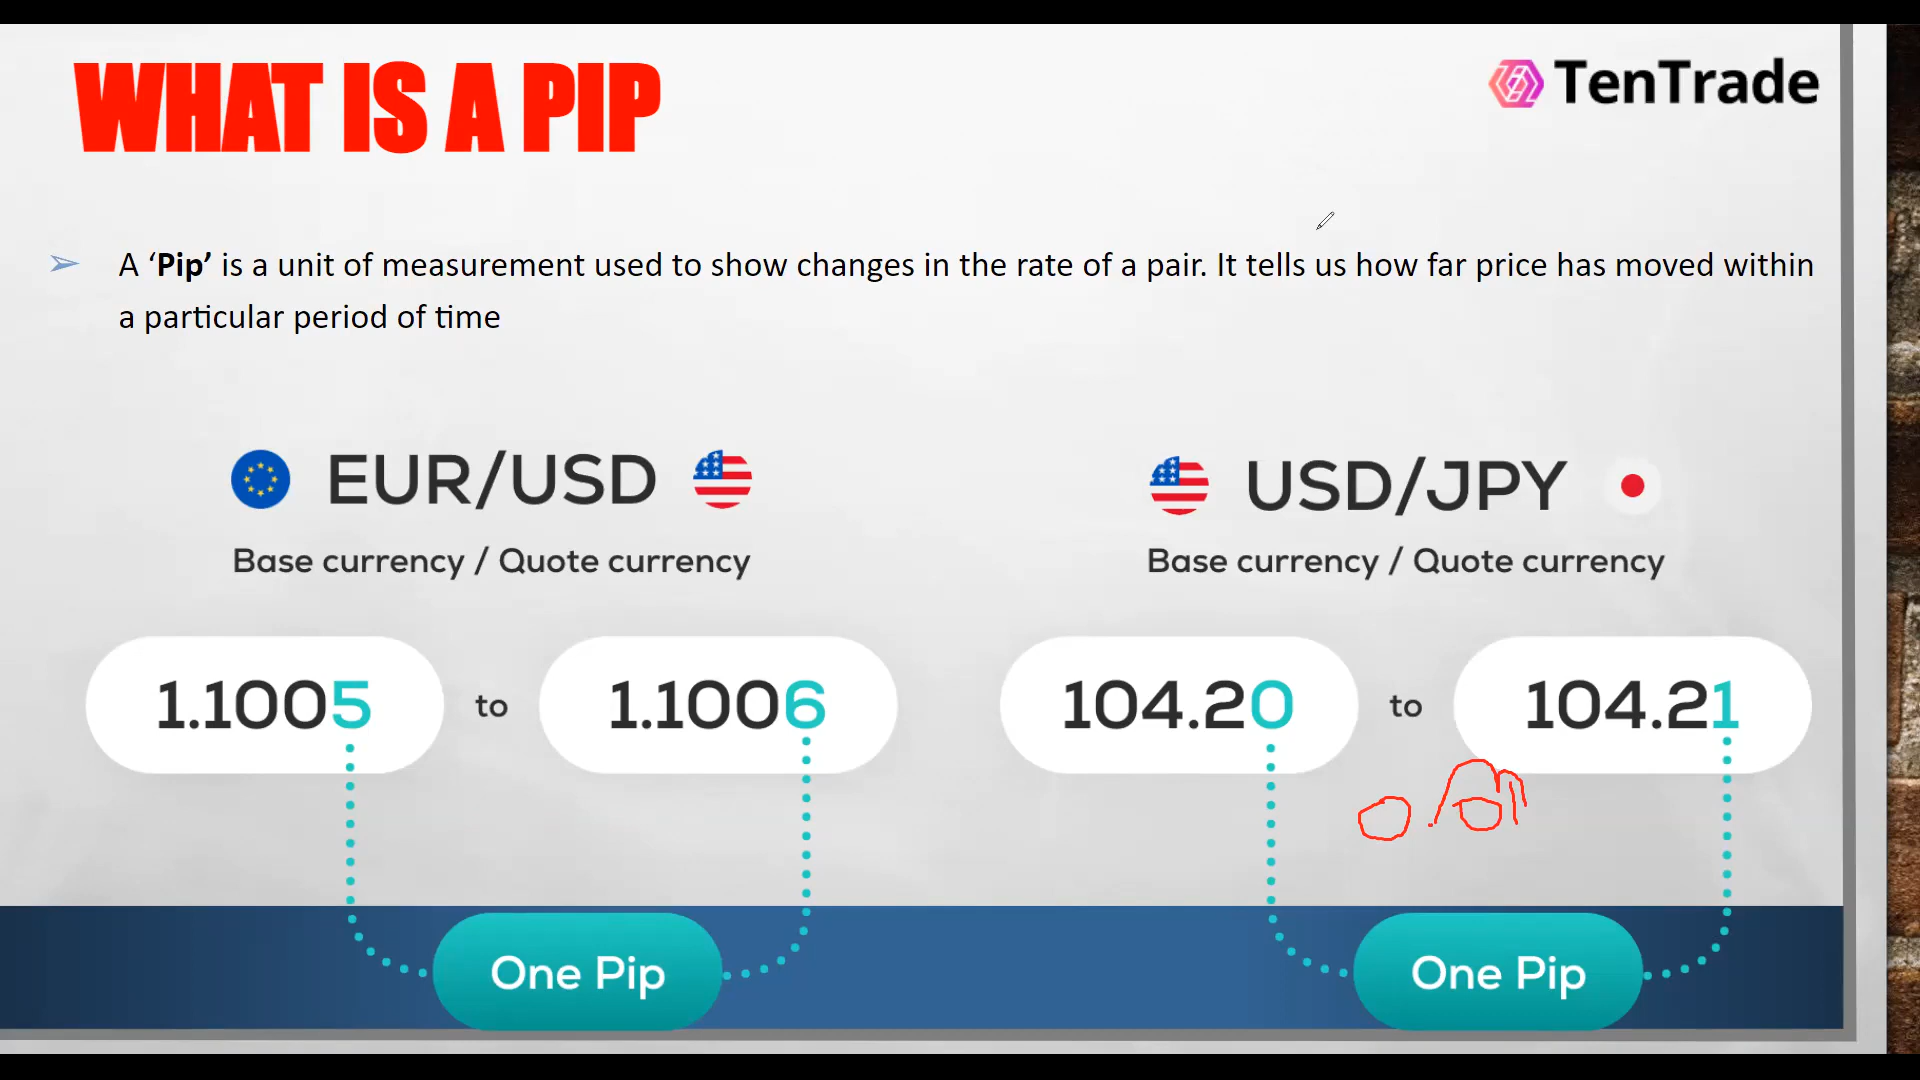 WHAT IS A PIP
TenTrade
➢ A ‘Pip’ is a unit of measurement used to show changes in the rate of a pair. It tells us how far price has moved within
a particular period of time
EUR/USD
Base currency / Quote currency
1.1005 to 1.1006
One Pip
USD/JPY
Base currency / Quote currency
104.20 to 104.21
One Pip